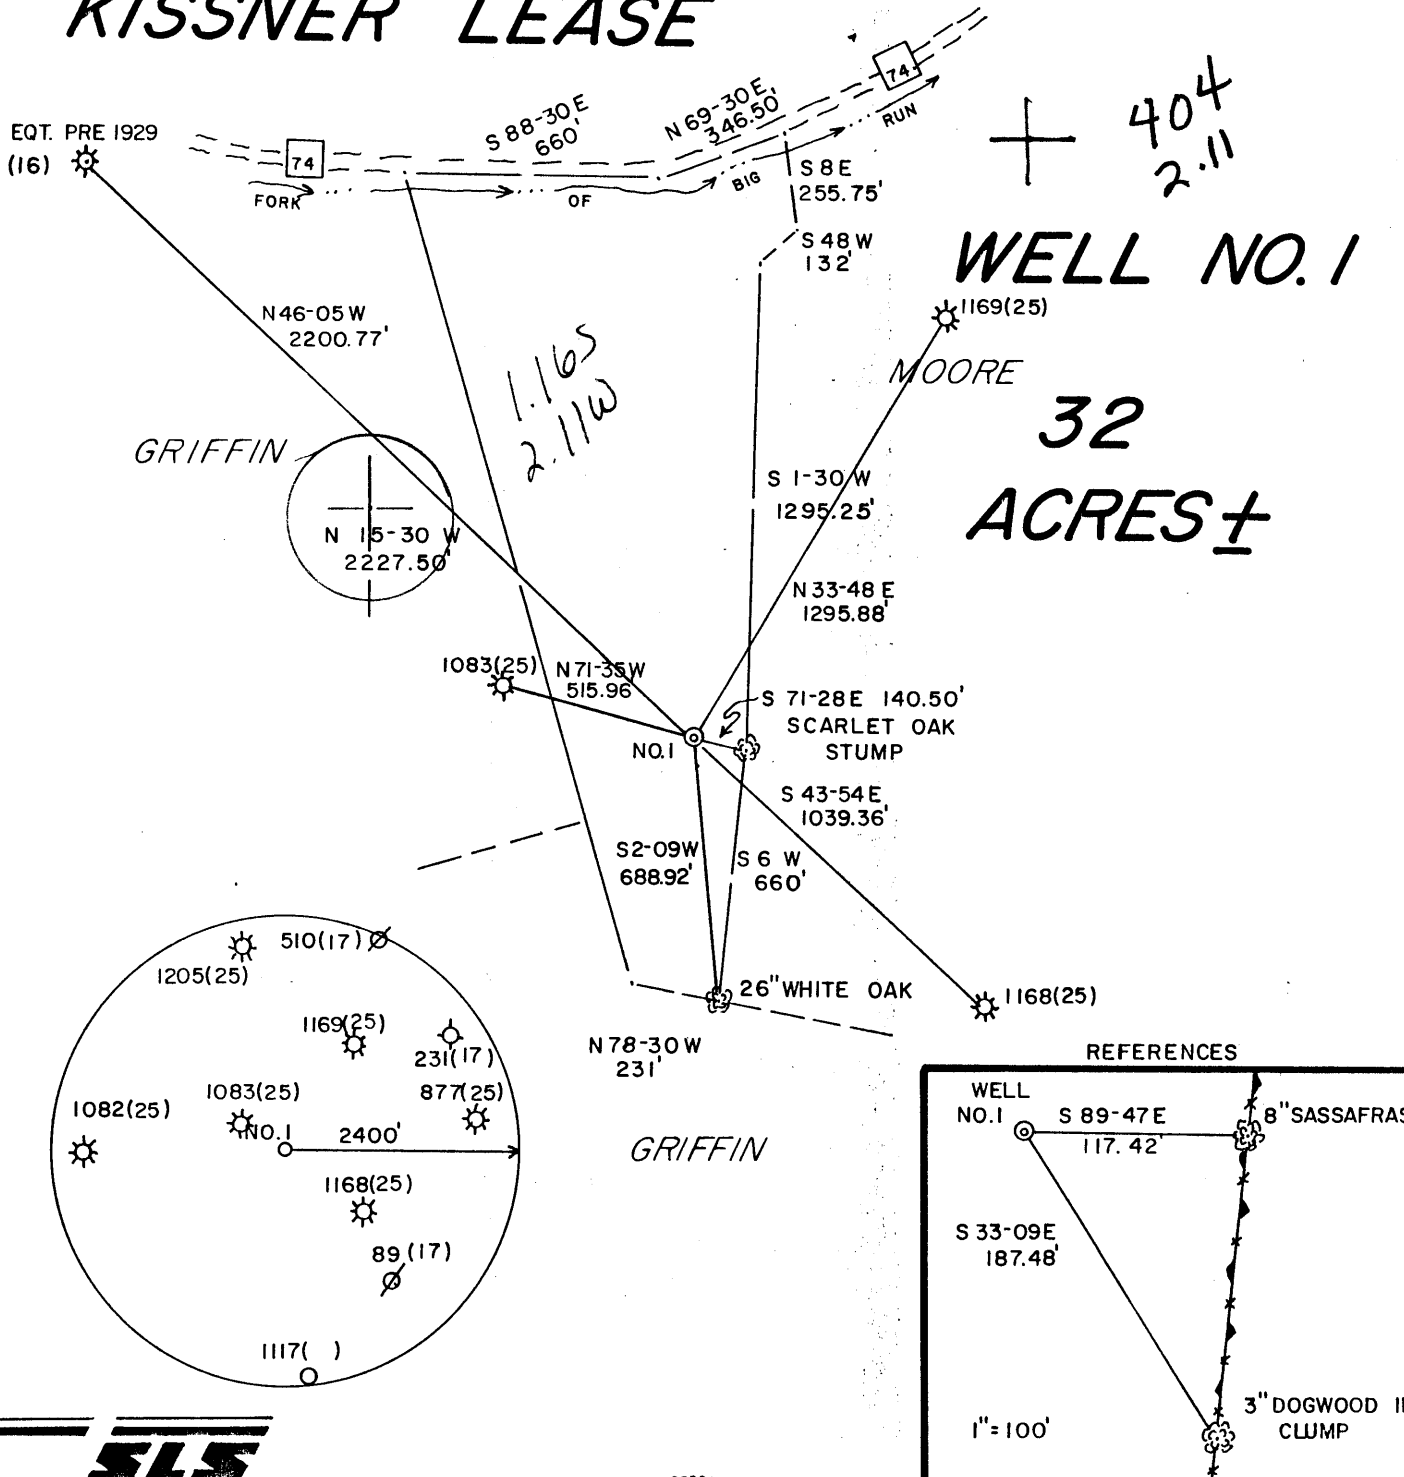 KISSNER LEASE
EQT. PRE 1929
(16)
74
S 88-30 E
660'
N 69-30 E
346.50'
74
FORK
OF
BIG
RUN
S 8 E
255.75'
S 48 W
132'
404
2.11
WELL NO. 1
1169(25)
MOORE
32
ACRES ±
N46-05 W
2200.77'
1.16S
2.11W
GRIFFIN
N 15-30 W
2227.50'
S 1-30 W
1295.25'
N 33-48 E
1295.88'
1083(25)
N 71-35 W
515.96
S 71-28 E 140.50'
SCARLET OAK
STUMP
NO.1
S 43-54 E
1039.36'
S2-09W
688.92'
S 6 W
660'
26" WHITE OAK
1168(25)
N 78-30 W
231'
GRIFFIN
510(17)
1205(25)
1169(25)
231(17)
1083(25)
877(25)
1082(25)
NO.1
2400'
1168(25)
89 (17)
1117( )
REFERENCES
WELL
NO.1
S 89-47 E
117.42'
8" SASSAFRAS
S 33-09E
187.48'
1"=100'
3" DOGWOOD
CLUMP
SLS